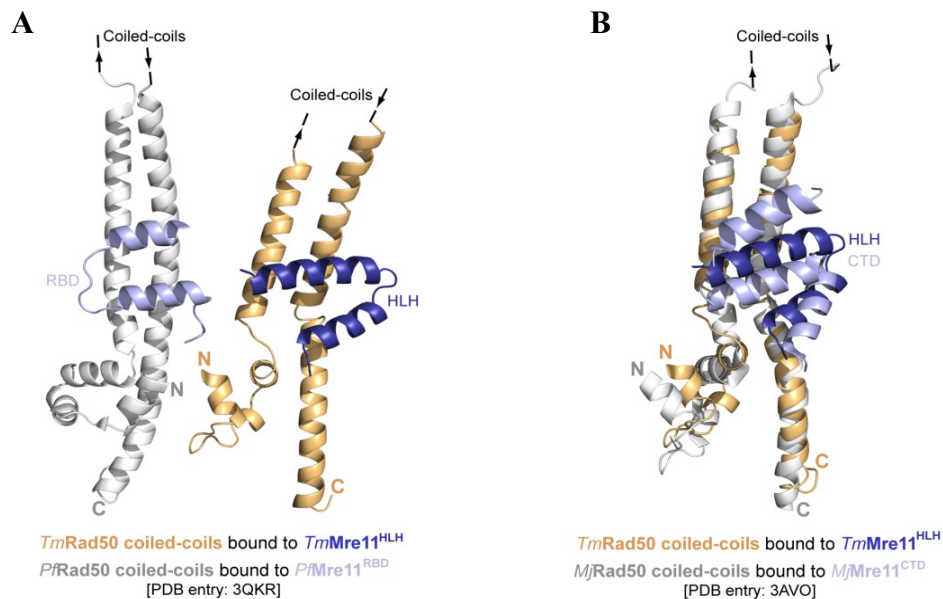 A
Coiled-coils
Coiled-coils
RBD
HLH
N
N
C
C
TmRad50 coiled-coils bound to TmMre11HLH
PfRad50 coiled-coils bound to PfMre11RBD
[PDB entry: 3QKR]
B
Coiled-coils
HLH
CTD
N
N
C
C
TmRad50 coiled-coils bound to TmMre11HLH
MjRad50 coiled-coils bound to MjMre11CTD
[PDB entry: 3AVO]